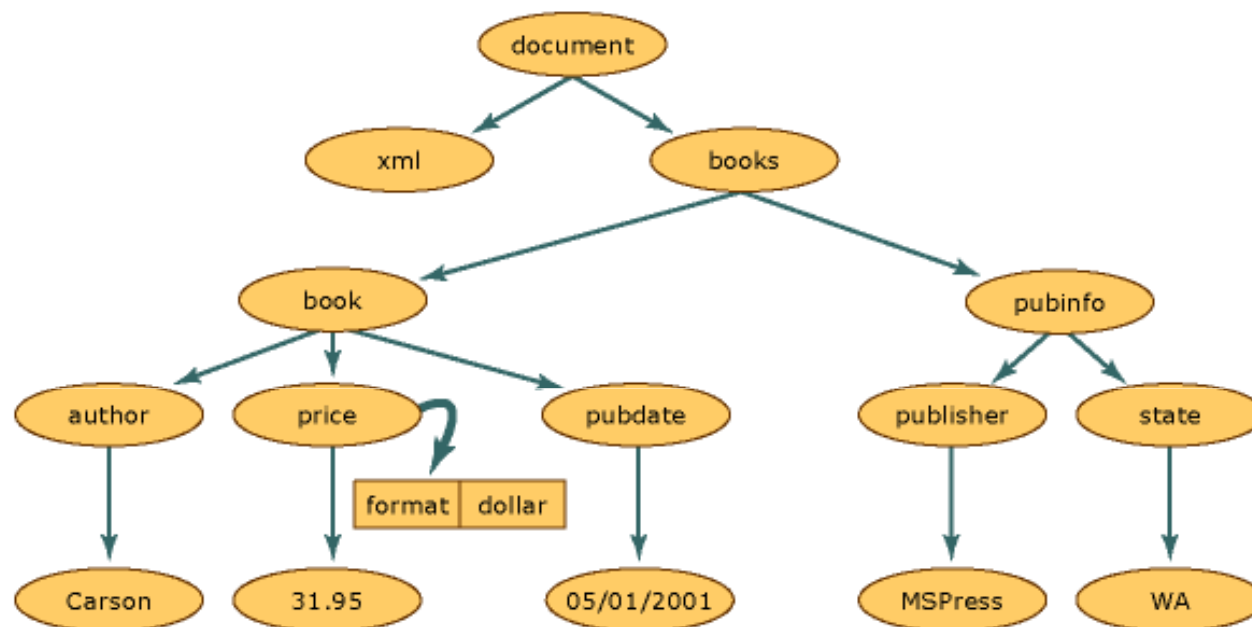 document
xml
books
book
pubinfo
author
price
pubdate
publisher
state
format dollar
Carson
31.95
05/01/2001
MSPress
WA